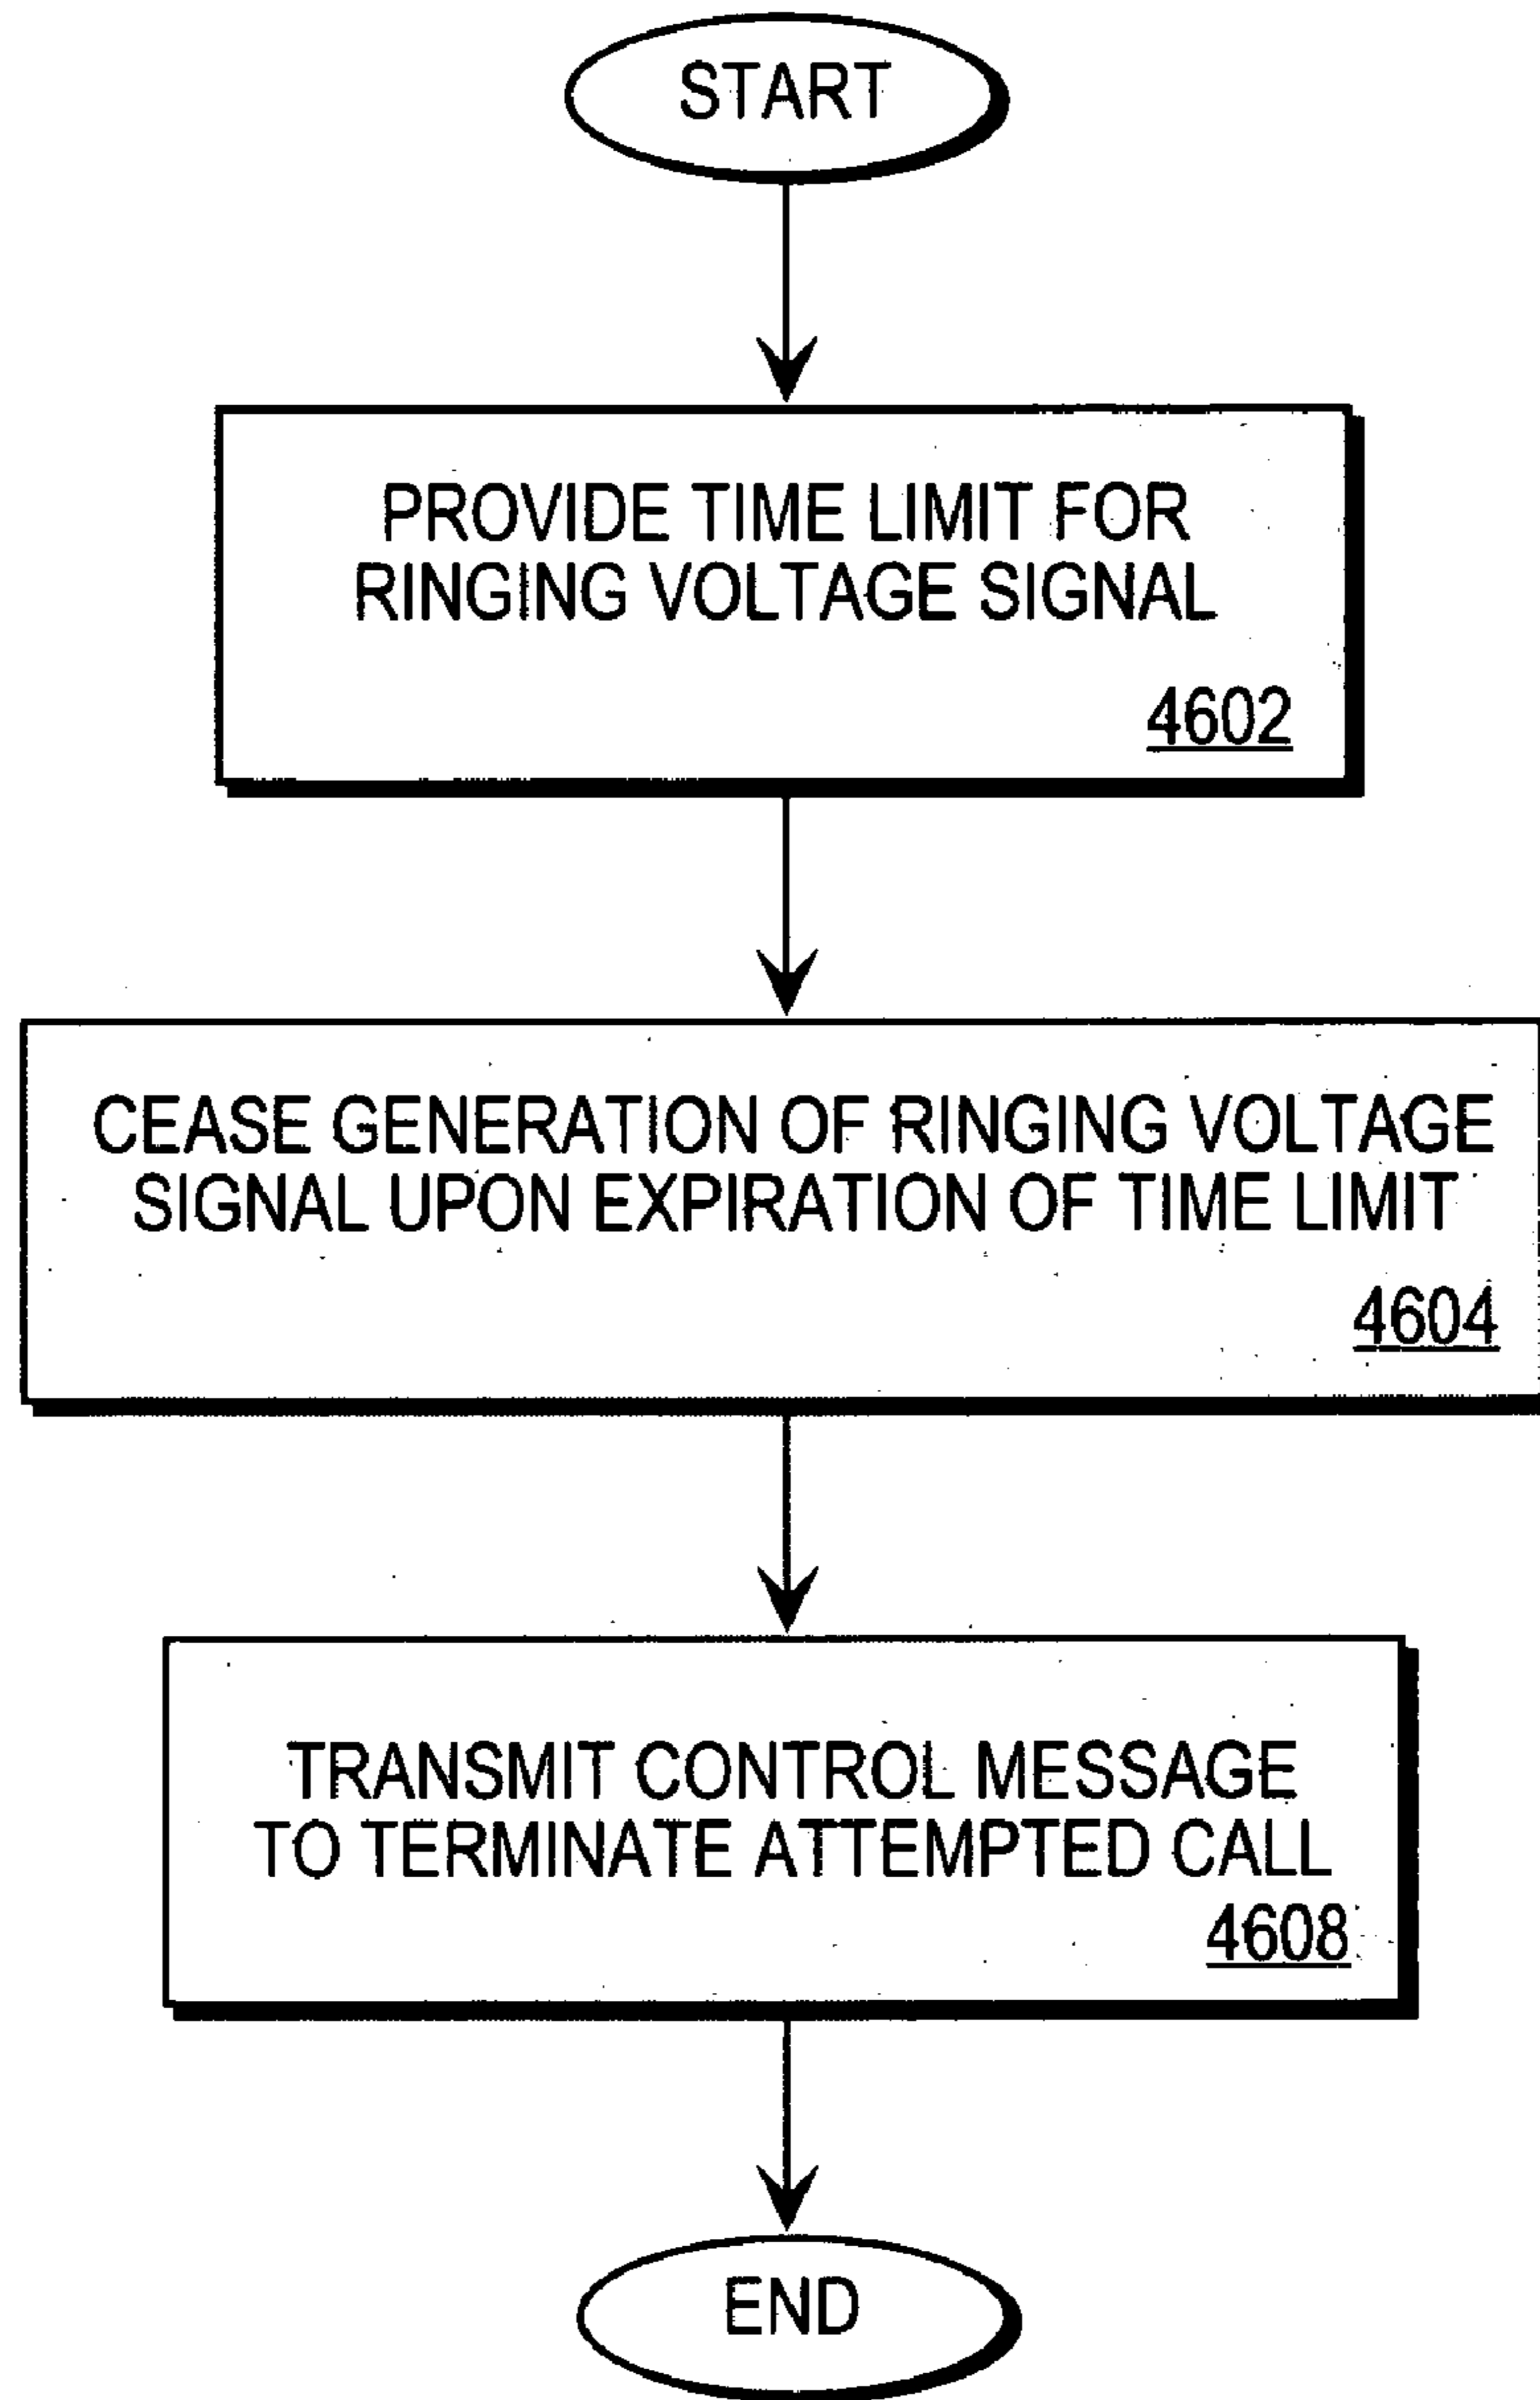 START
PROVIDE TIME LIMIT FOR
RINGING VOLTAGE SIGNAL
4602
CEASE GENERATION OF RINGING VOLTAGE
SIGNAL UPON EXPIRATION OF TIME LIMIT
4604
TRANSMIT CONTROL MESSAGE
TO TERMINATE ATTEMPTED CALL
4608
END